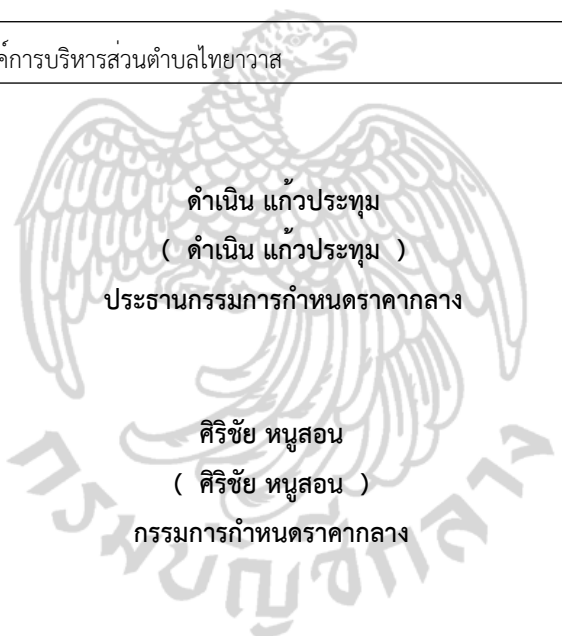 ค์การบริหารส่วนตำบลไทยาวาส
ดำเนิน แก้วประทุม
( ดำเนิน แก้วประทุม )
ประธานกรรมการกำหนดราคากลาง
ศิริชัย หนูสอน
( ศิริชัย หนูสอน )
กรรมการกำหนดราคากลาง
กรมบัญชีกลาง